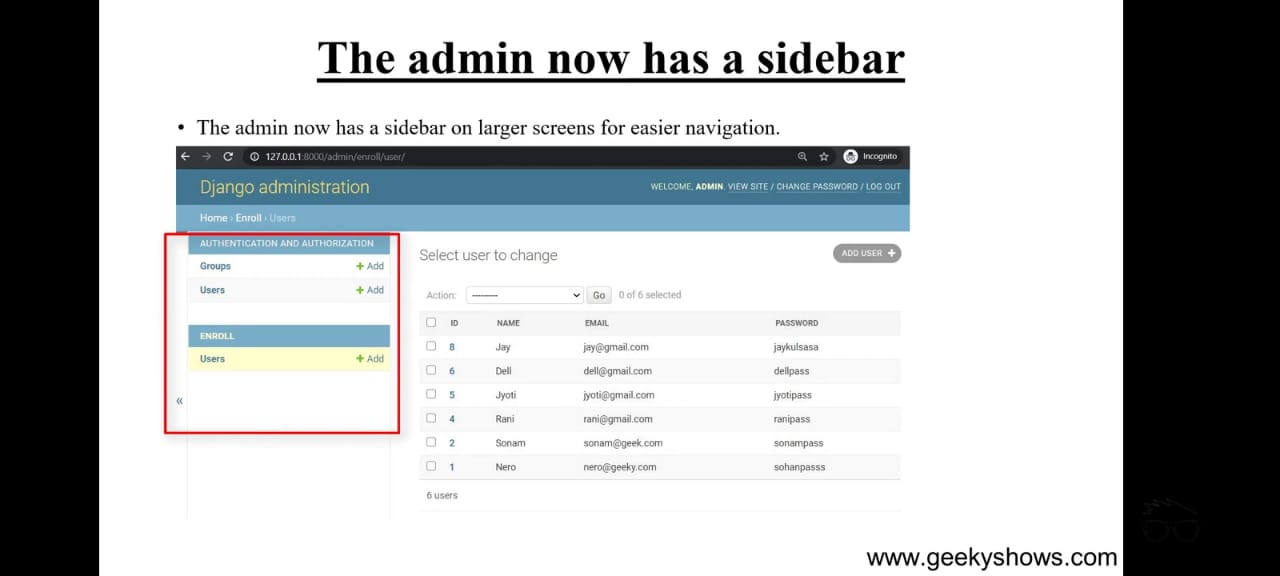 The admin now has a sidebar
• The admin now has a sidebar on larger screens for easier navigation.
127.0.0.1:8000/admin/enroll/user/
Incognito
Django administration
WELCOME, ADMIN. VIEW SITE / CHANGE PASSWORD / LOG OUT
Home › Enroll › Users
AUTHENTICATION AND AUTHORIZATION
Groups + Add
Users + Add
ENROLL
Users + Add
«
Select user to change
ADD USER +
Action: --------- Go 0 of 6 selected
ID NAME EMAIL PASSWORD
8 Jay jay@gmail.com jaykulsasa
6 Dell dell@gmail.com dellpass
5 Jyoti jyoti@gmail.com jyotipass
4 Rani rani@gmail.com ranipass
2 Sonam sonam@geek.com sonampass
1 Nero nero@geeky.com sohanpasss
6 users
www.geekyshows.com